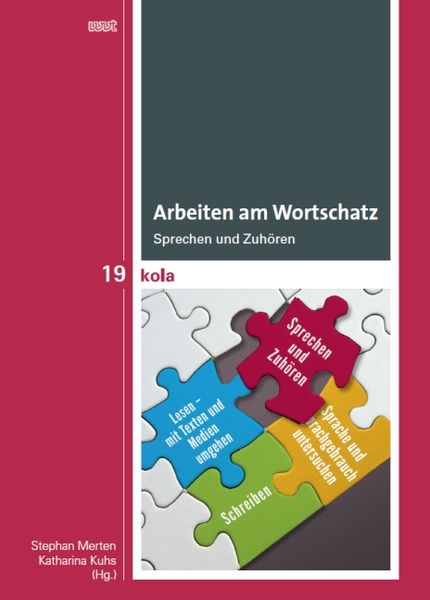 wvt
Arbeiten am Wortschatz
Sprechen und Zuhören
19 kola
Sprechen
und
Zuhören
Lesen –
mit Texten und
Medien
umgehen
Sprache und
prachgebrauch
untersuchen
Schreiben
Stephan Merten
Katharina Kuhs
(Hg.)